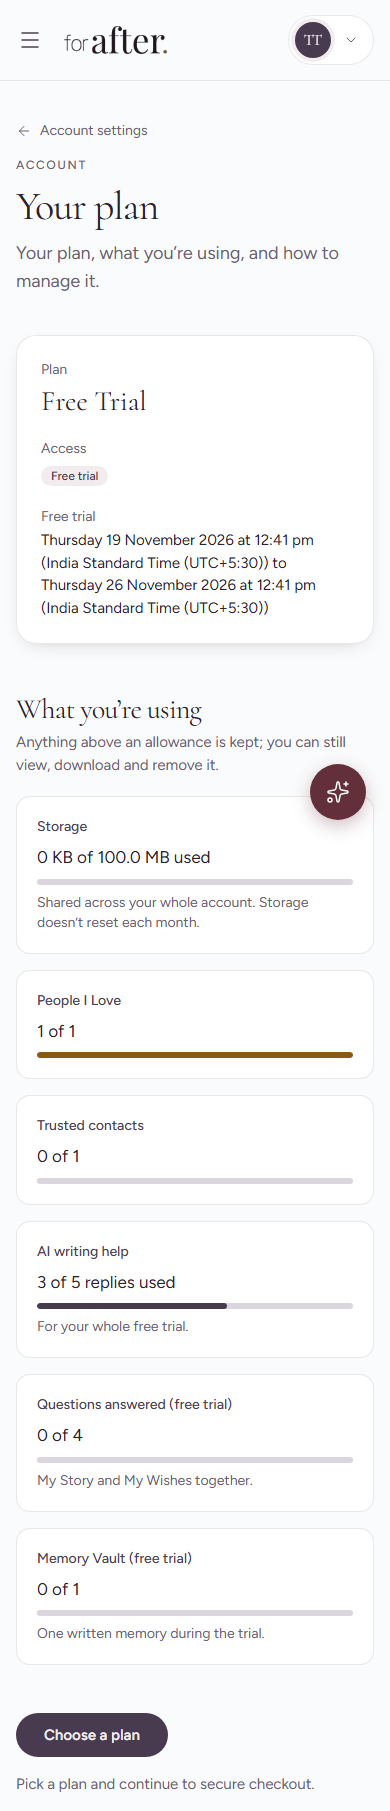 for after.
TT
Account settings
ACCOUNT
Your plan
Your plan, what you’re using, and how to
manage it.
Plan
Free Trial
Access
Free trial
Free trial
Thursday 19 November 2026 at 12:41 pm
(India Standard Time (UTC+5:30)) to
Thursday 26 November 2026 at 12:41 pm
(India Standard Time (UTC+5:30))
What you’re using
Anything above an allowance is kept; you can still
view, download and remove it.
Storage
0 KB of 100.0 MB used
Shared across your whole account. Storage
doesn’t reset each month.
People I Love
1 of 1
Trusted contacts
0 of 1
AI writing help
3 of 5 replies used
For your whole free trial.
Questions answered (free trial)
0 of 4
My Story and My Wishes together.
Memory Vault (free trial)
0 of 1
One written memory during the trial.
Choose a plan
Pick a plan and continue to secure checkout.